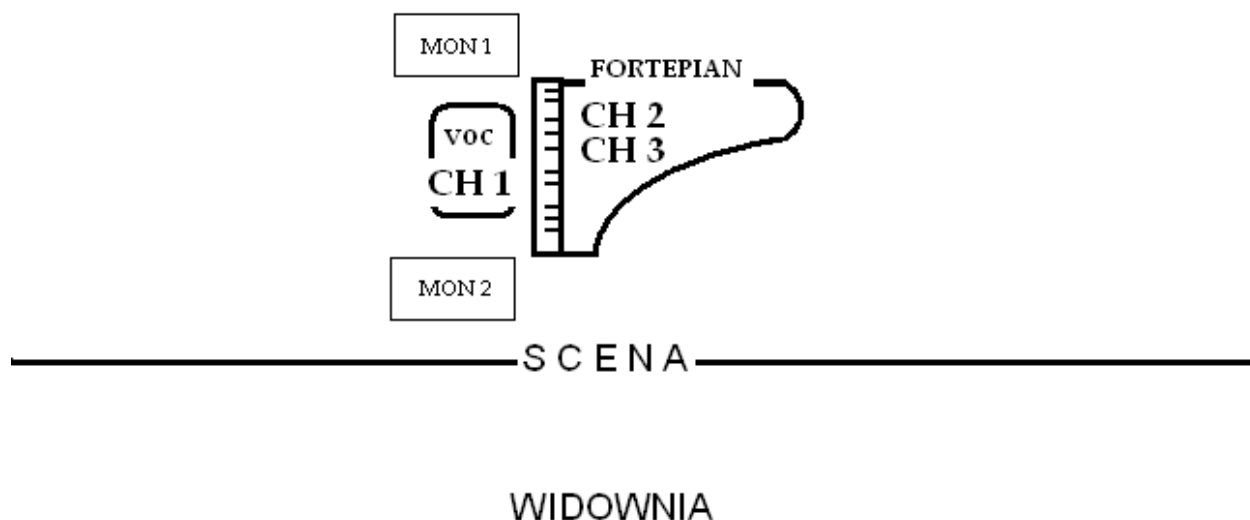 MON 1
FORTEPIAN
CH 2
CH 3
VOC
CH 1
MON 2
SCENA
WIDOWNIA